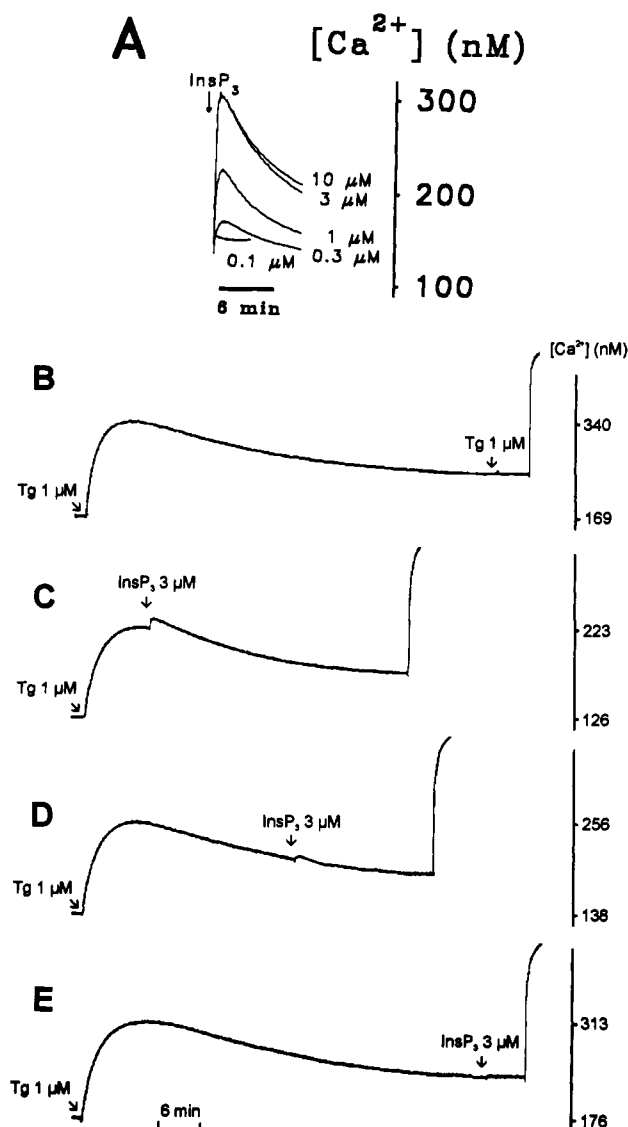 A
[Ca²⁺] (nM)
InsP₃
300
10 µM
3 µM
200
1 µM
0.1 µM
0.3 µM
100
6 min
B
[Ca²⁺] (nM)
340
Tg 1 µM
Tg 1 µM
169
C
InsP₃ 3 µM
223
Tg 1 µM
126
D
InsP₃ 3 µM
256
Tg 1 µM
138
E
313
InsP₃ 3 µM
Tg 1 µM
6 min
176